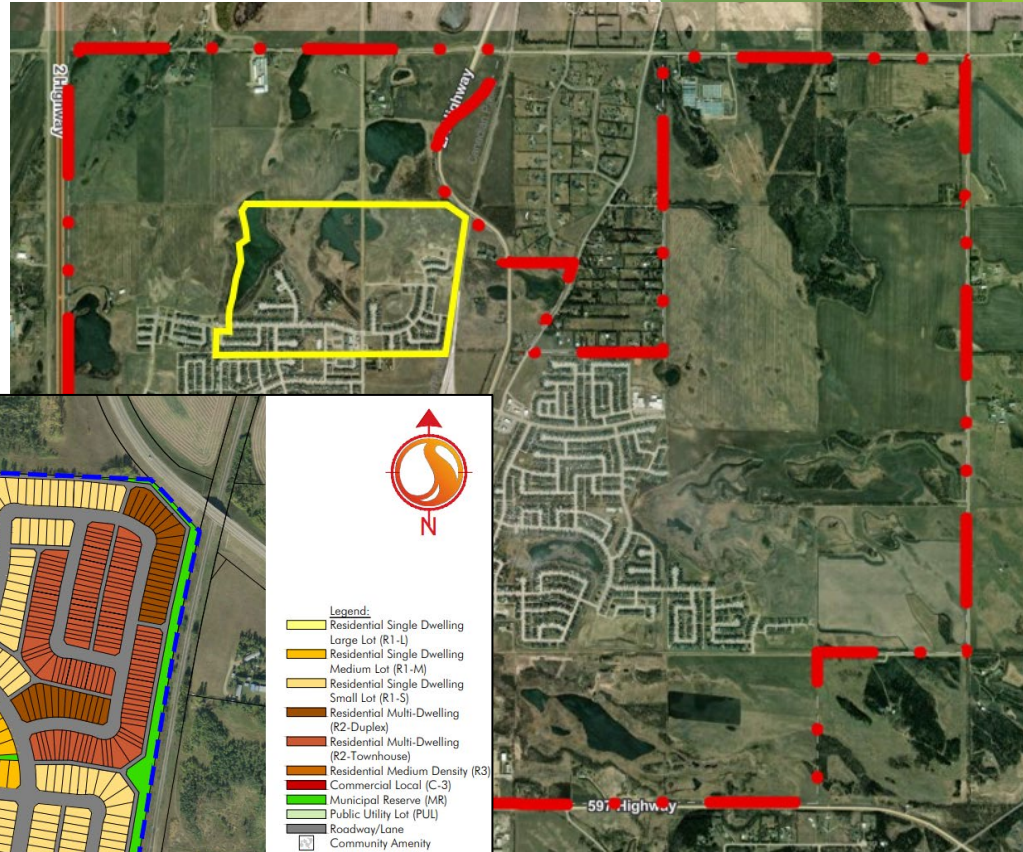 2 Highway
Highway
N
Legend:
Residential Single Dwelling
Large Lot (R1-L)
Residential Single Dwelling
Medium Lot (R1-M)
Residential Single Dwelling
Small Lot (R1-S)
Residential Multi-Dwelling
(R2-Duplex)
Residential Multi-Dwelling
(R2-Townhouse)
Residential Medium Density (R3)
Commercial Local (C-3)
Municipal Reserve (MR)
Public Utility Lot (PUL)
Roadway/Lane
Community Amenity
597 Highway